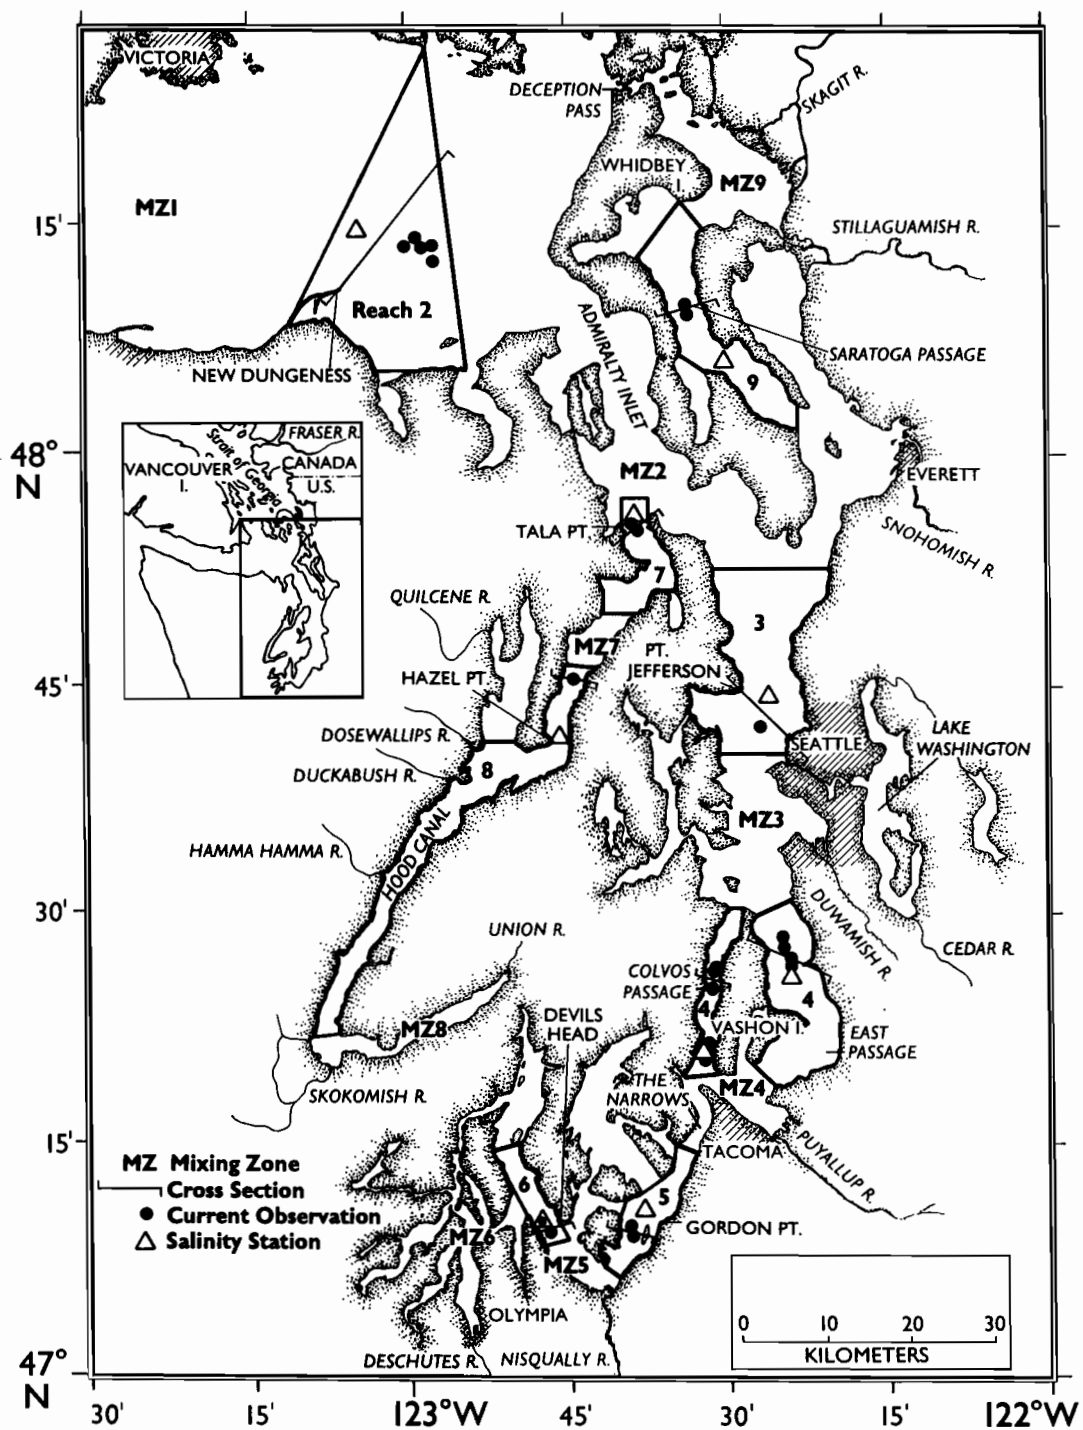 VICTORIA
DECEPTION
PASS
SKAGIT R.
WHIDBEY
I.
MZ9
MZ1
15'
STILLAGUAMISH R.
Reach 2
ADMIRALTY INLET
SARATOGA PASSAGE
NEW DUNGENESS
9
48°
N
Strait of Georgia
FRASER R.
VANCOUVER
I.
CANADA
U.S.
MZ2
EVERETT
TALA PT.
SNOHOMISH R.
7
QUILCENE R.
3
MZ7
PT.
JEFFERSON
45'
HAZEL PT.
DOSEWALLIPS R.
SEATTLE
LAKE
WASHINGTON
DUCKABUSH R.
8
MZ3
HOOD CANAL
HAMMA HAMMA R.
30'
UNION R.
DUWAMISH R.
CEDAR R.
COLVOS
PASSAGE
4
4
DEVILS
HEAD
VASHON I.
MZ8
EAST
PASSAGE
THE
NARROWS
MZ4
SKOKOMISH R.
15'
TACOMA
PUYALLUP R.
MZ Mixing Zone
Cross Section
Current Observation
Salinity Station
6
5
GORDON PT.
MZ6
MZ5
OLYMPIA
DESCHUTES R.
NISQUALLY R.
0 10 20 30
KILOMETERS
47°
N
30' 15' 123°W 45' 30' 15' 122°W